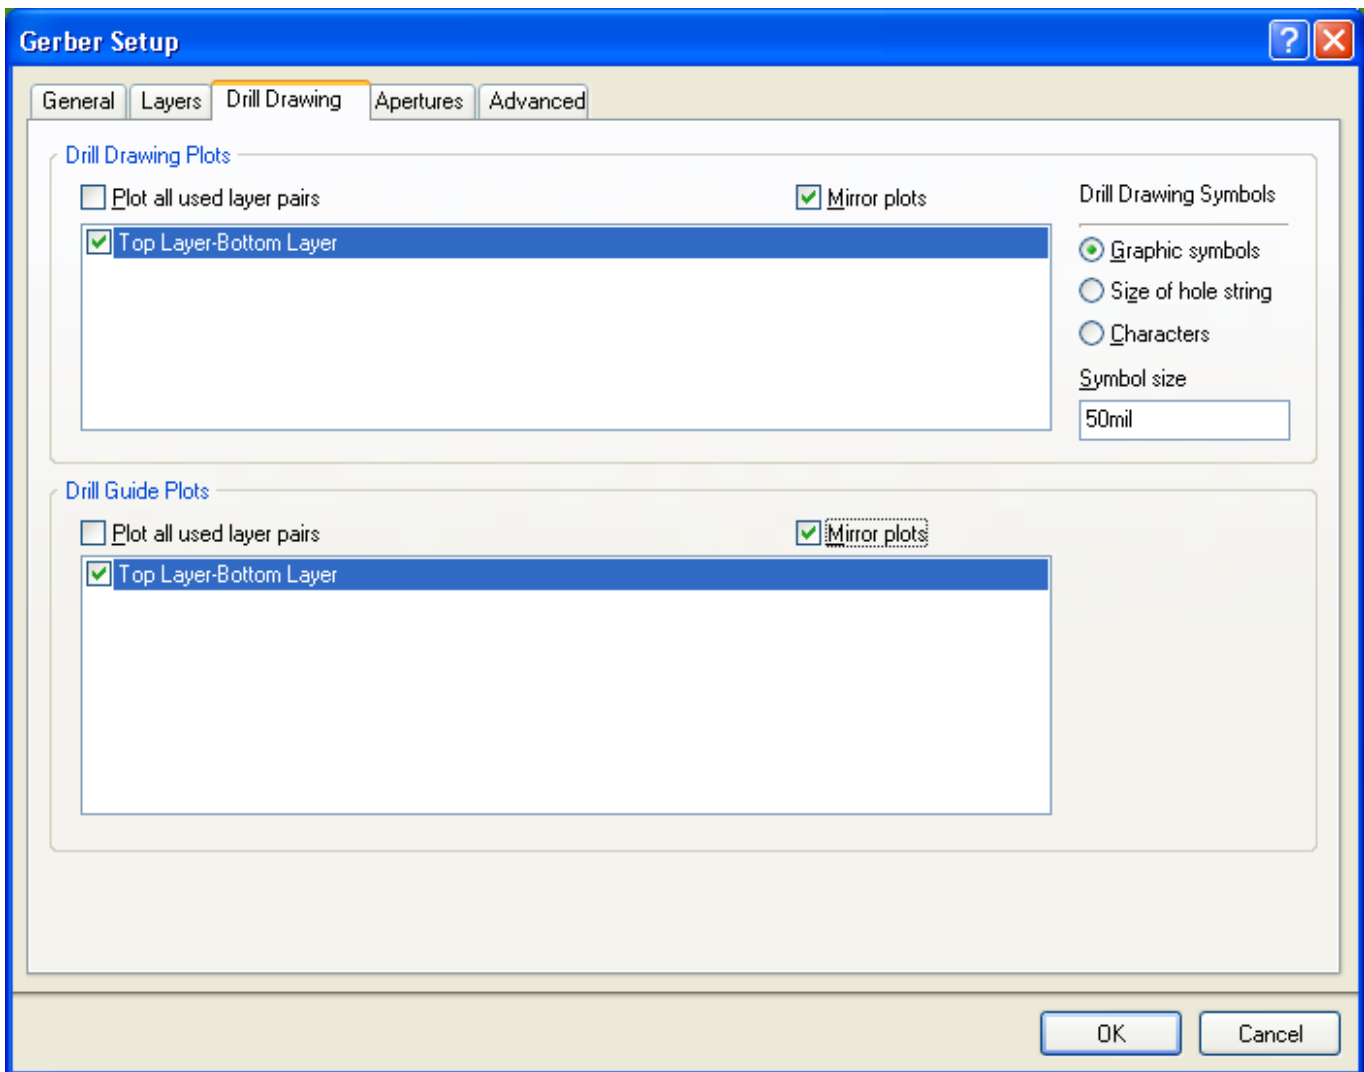 Gerber Setup
General Layers Drill Drawing Apertures Advanced
Drill Drawing Plots
Plot all used layer pairs
Mirror plots
Top Layer-Bottom Layer
Drill Drawing Symbols
Graphic symbols
Size of hole string
Characters
Symbol size
50mil
Drill Guide Plots
Plot all used layer pairs
Mirror plots
Top Layer-Bottom Layer
OK
Cancel